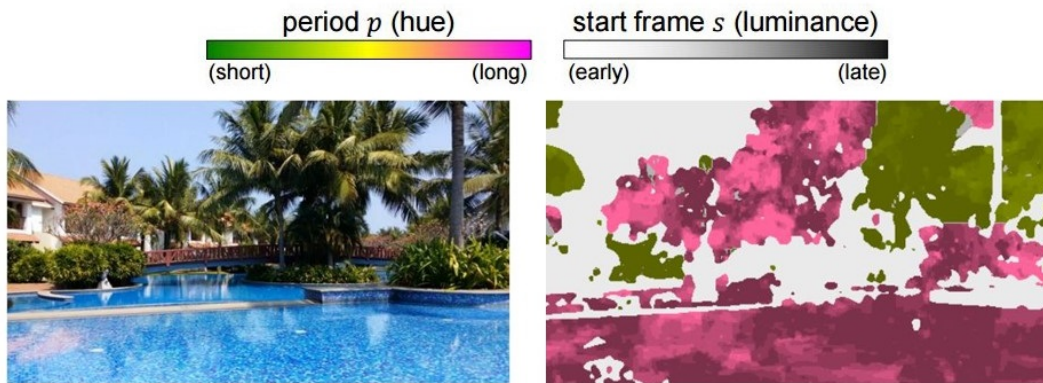 period p (hue)
start frame s (luminance)
(short)
(long)
(early)
(late)